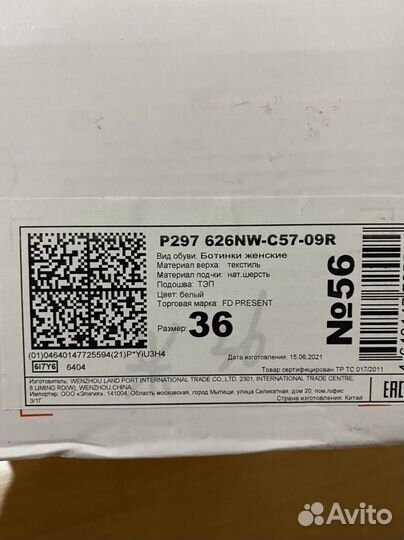 P297 626NW-C57-09R
Вид обуви: Ботинки женские
Материал верха: текстиль
Материал под-ки: нат.шерсть
Подошва: ТЭП
Цвет: белый
Торговая марка: FD PRESENT
Размер: 36
№56
(01)04640147725594(21)P*YiU3H4
Дата изготовления: 15.06.2021
6I7Y6 6404
Товар сертифицирован ТР ТС 017/2011
Изготовитель: WENZHOU LAND PORT INTERNATIONAL TRADE CO.,LTD. 2301, INTERNATIONAL TRADE CENTRE,
8 LIMING RD(W), WENZHOU,CHINA.
Импортер: ООО «Элегия». 141004, Область московская, город Мытищи, улица Силикатная, дом 20, пом./офис
3/1Г
Страна изготовления: Китай
EAC
Avito